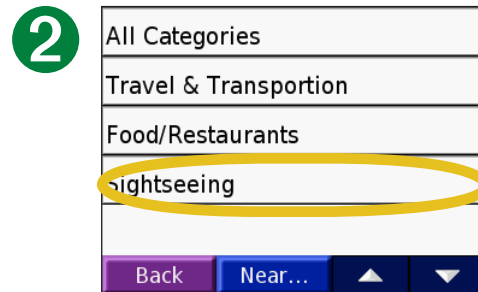 2
All Categories
Travel & Transportion
Food/Restaurants
Sightseeing
Back Near...